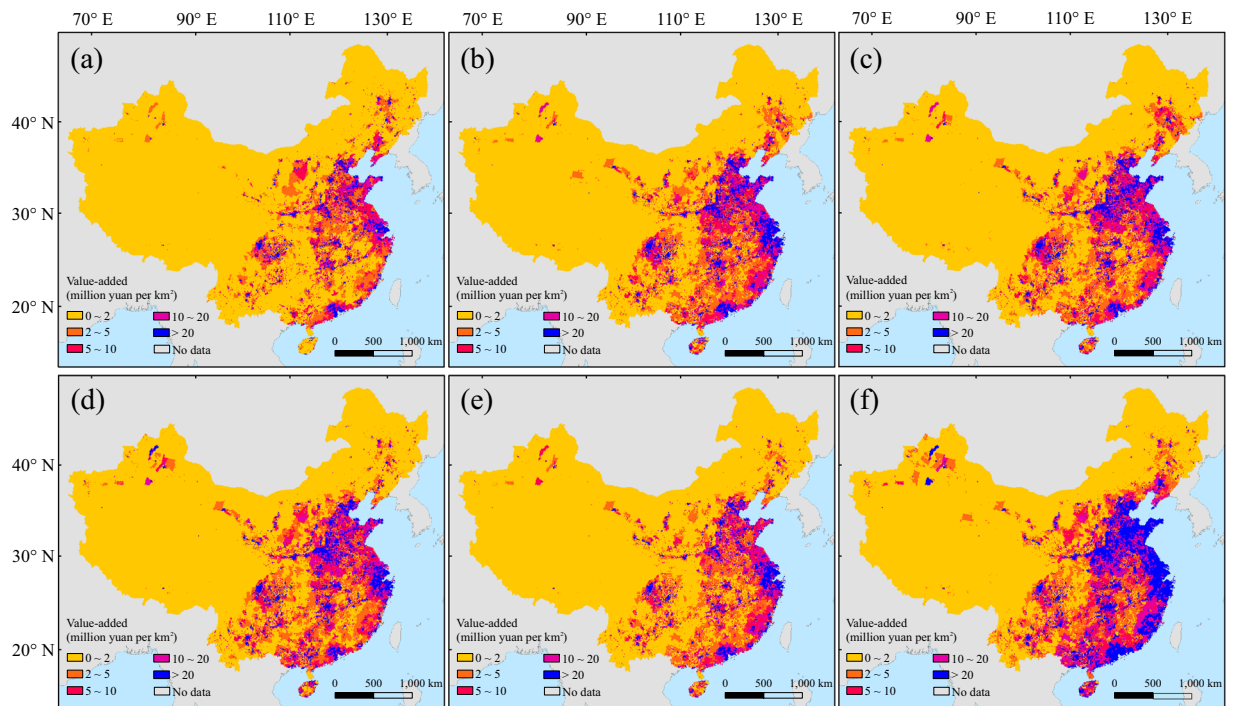 70° E 90° E 110° E 130° E 70° E 90° E 110° E 130° E 70° E 90° E 110° E 130° E
(a) (b) (c)
40° N
30° N
20° N
Value-added
(million yuan per km²)
0 ~ 2 10 ~ 20
2 ~ 5 > 20
5 ~ 10 No data
0 500 1,000 km
Value-added
(million yuan per km²)
0 ~ 2 10 ~ 20
2 ~ 5 > 20
5 ~ 10 No data
0 500 1,000 km
Value-added
(million yuan per km²)
0 ~ 2 10 ~ 20
2 ~ 5 > 20
5 ~ 10 No data
0 500 1,000 km
(d) (e) (f)
40° N
30° N
20° N
Value-added
(million yuan per km²)
0 ~ 2 10 ~ 20
2 ~ 5 > 20
5 ~ 10 No data
0 500 1,000 km
Value-added
(million yuan per km²)
0 ~ 2 10 ~ 20
2 ~ 5 > 20
5 ~ 10 No data
0 500 1,000 km
Value-added
(million yuan per km²)
0 ~ 2 10 ~ 20
2 ~ 5 > 20
5 ~ 10 No data
0 500 1,000 km